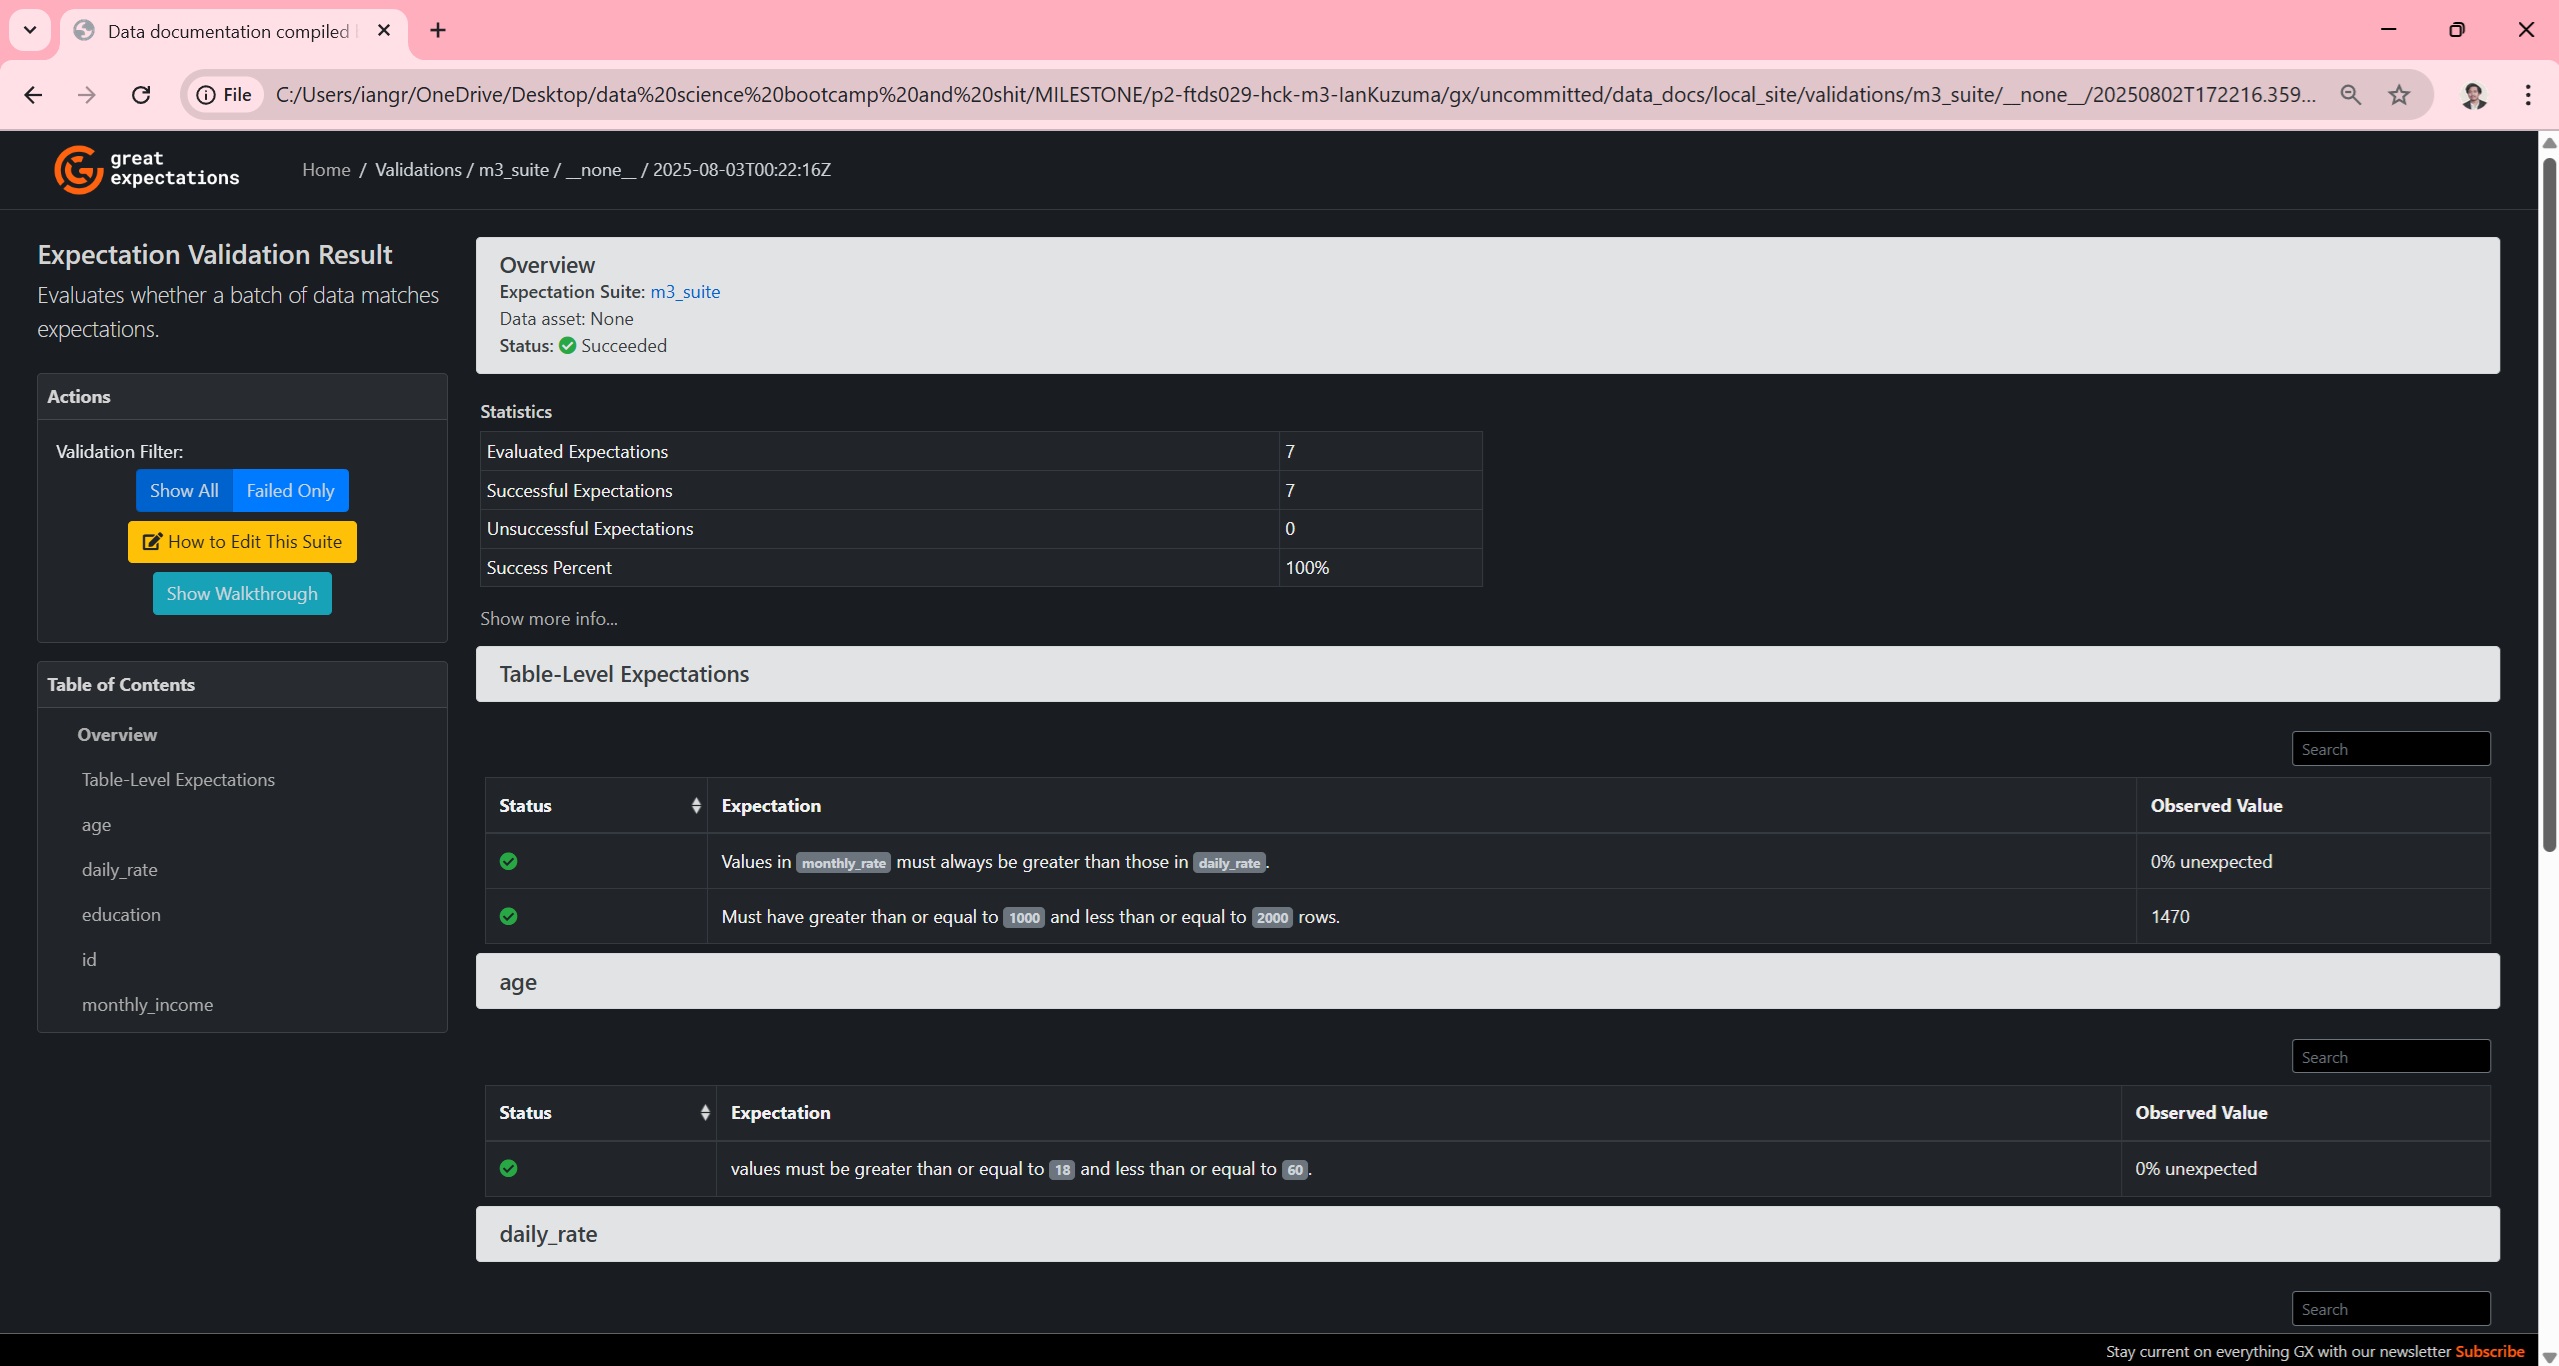 Data documentation compiled
File
C:/Users/iangr/OneDrive/Desktop/data%20science%20bootcamp%20and%20shit/MILESTONE/p2-ftds029-hck-m3-IanKuzuma/gx/uncommitted/data_docs/local_site/validations/m3_suite/__none__/20250802T172216.359...
great
expectations
Home / Validations / m3_suite / __none__ / 2025-08-03T00:22:16Z
Expectation Validation Result
Evaluates whether a batch of data matches
expectations.
Actions
Validation Filter:
Show All Failed Only
How to Edit This Suite
Show Walkthrough
Table of Contents
Overview
Table-Level Expectations
age
daily_rate
education
id
monthly_income
Overview
Expectation Suite: m3_suite
Data asset: None
Status: Succeeded
Statistics
Evaluated Expectations 7
Successful Expectations 7
Unsuccessful Expectations 0
Success Percent 100%
Show more info...
Table-Level Expectations
Search
Status Expectation Observed Value
Values in monthly_rate must always be greater than those in daily_rate. 0% unexpected
Must have greater than or equal to 1000 and less than or equal to 2000 rows. 1470
age
Search
Status Expectation Observed Value
values must be greater than or equal to 18 and less than or equal to 60. 0% unexpected
daily_rate
Search
Stay current on everything GX with our newsletter Subscribe